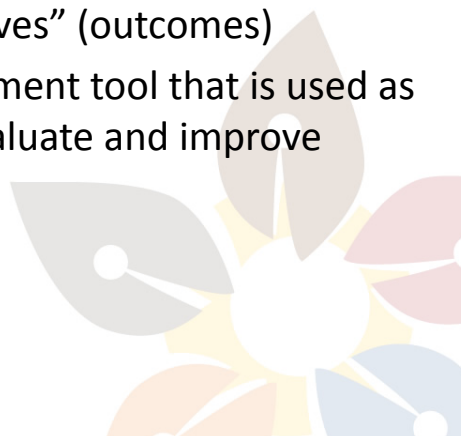 ves” (outcomes)
ment tool that is used as
aluate and improve